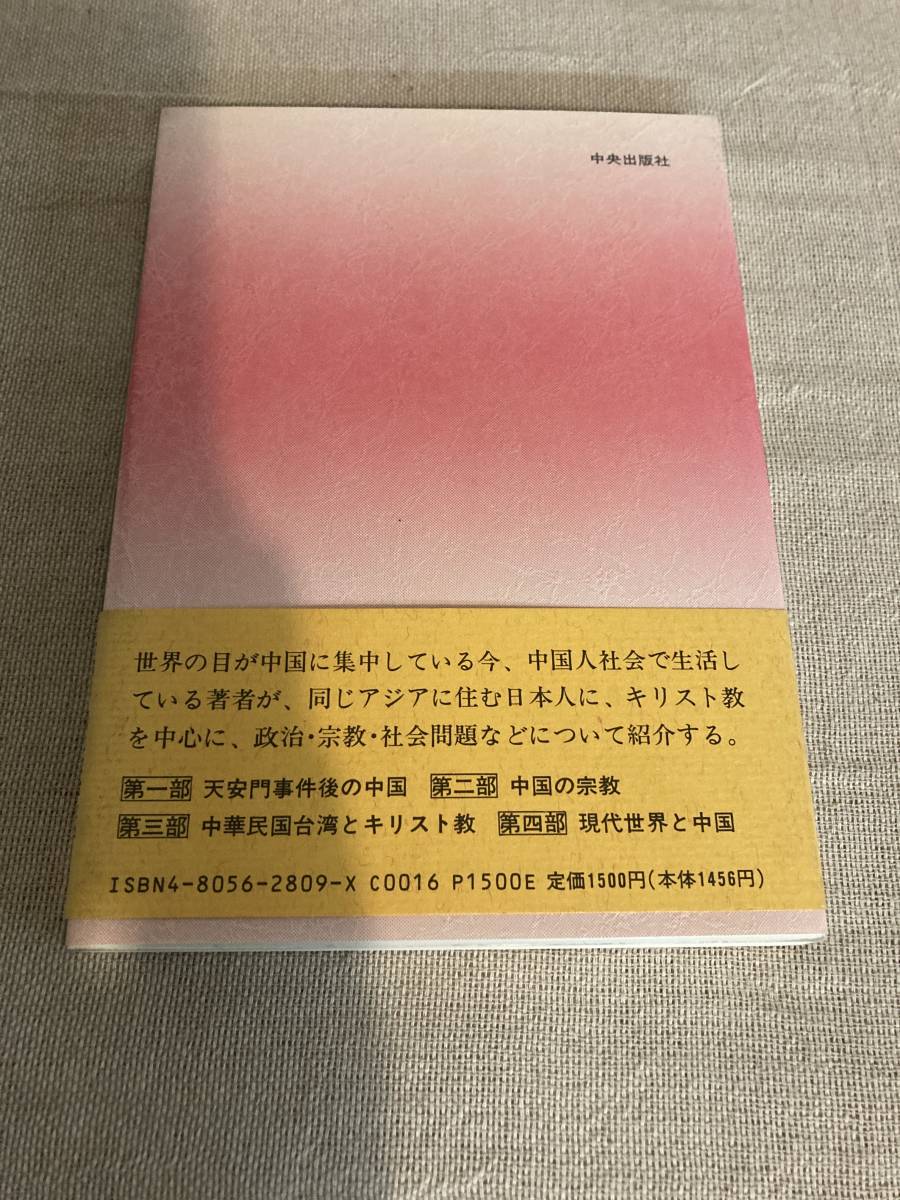 中央出版社
世界の目が中国に集中している今、中国人社会で生活し
ている著者が、同じアジアに住む日本人に、キリスト教
を中心に、政治・宗教・社会問題などについて紹介する。
第一部 天安門事件後の中国 第二部 中国の宗教
第三部 中華民国台湾とキリスト教 第四部 現代世界と中国
ISBN4-8056-2809-X C0016 P1500E 定価1500円(本体1456円)